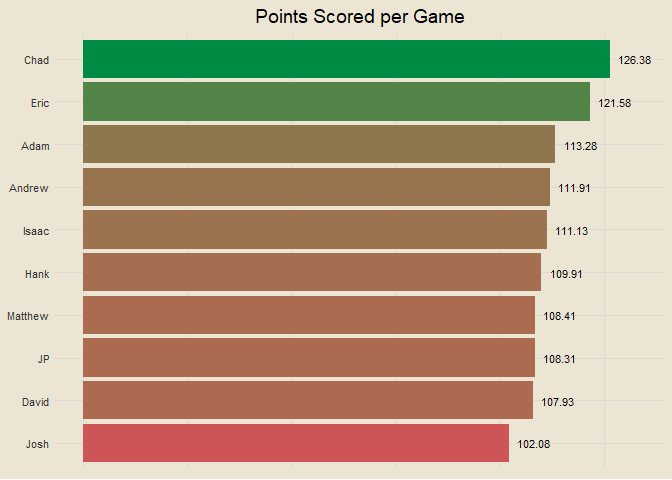 Points Scored per Game
Chad 126.38
Eric 121.58
Adam 113.28
Andrew 111.91
Isaac 111.13
Hank 109.91
Matthew 108.41
JP 108.31
David 107.93
Josh 102.08